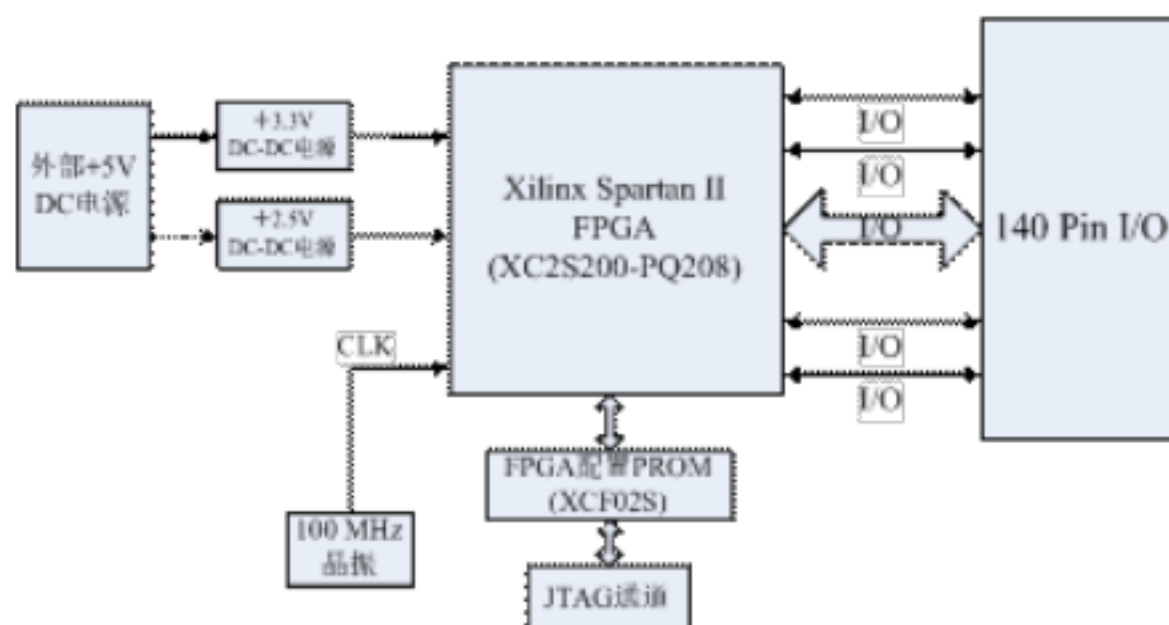 外部+5V
DC电源
+3.3V
DC-DC电源
+2.5V
DC-DC电源
Xilinx Spartan II
FPGA
(XC2S200-PQ208)
I/O
I/O
I/O
I/O
I/O
140 Pin I/O
CLK
100 MHz
晶振
FPGA配置PROM
(XCF02S)
JTAG通道